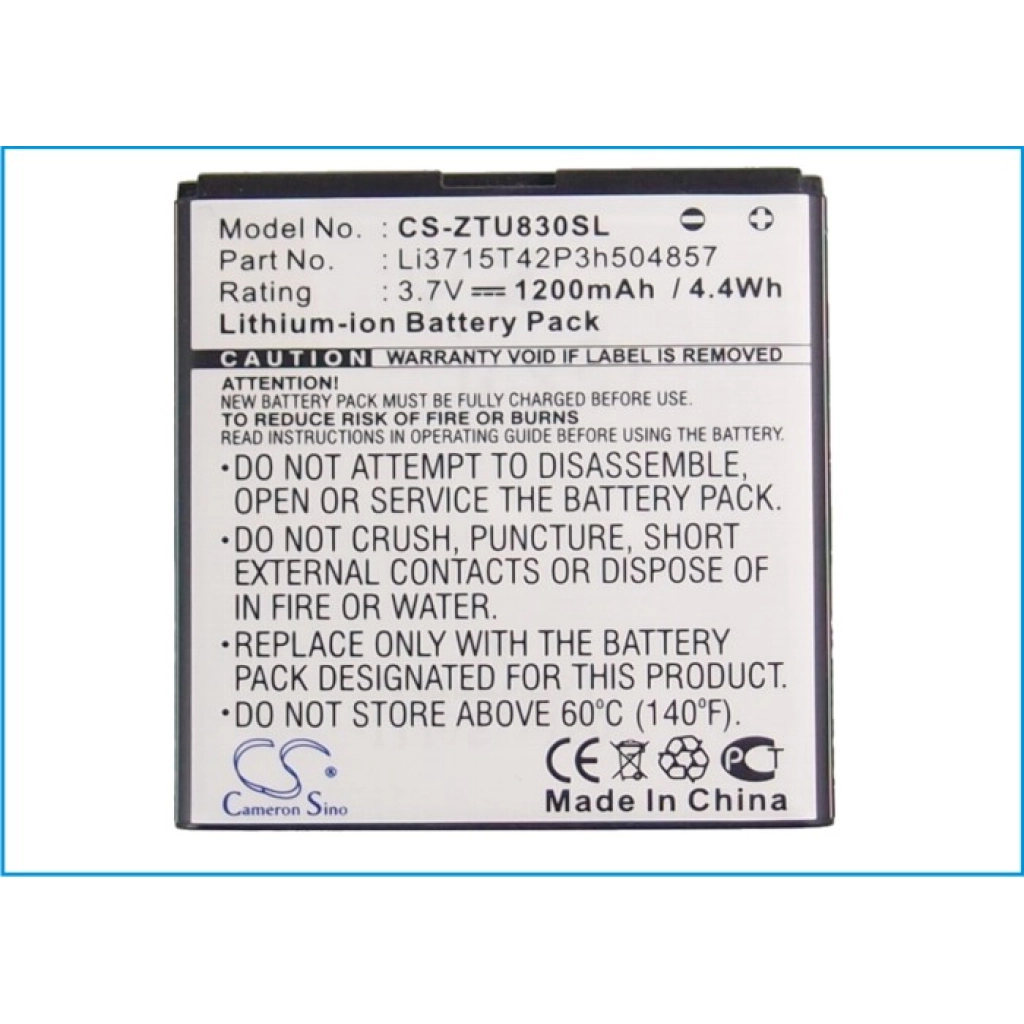 Model No. : CS-ZTU830SL
Part No. : Li3715T42P3h504857
Rating : 3.7V 1200mAh / 4.4Wh
Lithium-ion Battery Pack
CAUTION WARRANTY VOID IF LABEL IS REMOVED
ATTENTION!
NEW BATTERY PACK MUST BE FULLY CHARGED BEFORE USE.
TO REDUCE RISK OF FIRE OR BURNS
READ INSTRUCTIONS IN OPERATING GUIDE BEFORE USING THE BATTERY.
•DO NOT ATTEMPT TO DISASSEMBLE,
OPEN OR SERVICE THE BATTERY PACK.
•DO NOT CRUSH, PUNCTURE, SHORT
EXTERNAL CONTACTS OR DISPOSE OF
IN FIRE OR WATER.
•REPLACE ONLY WITH THE BATTERY
PACK DESIGNATED FOR THIS PRODUCT.
•DO NOT STORE ABOVE 60°C (140°F).
CS ®
Cameron Sino
CE PCT
Made In China